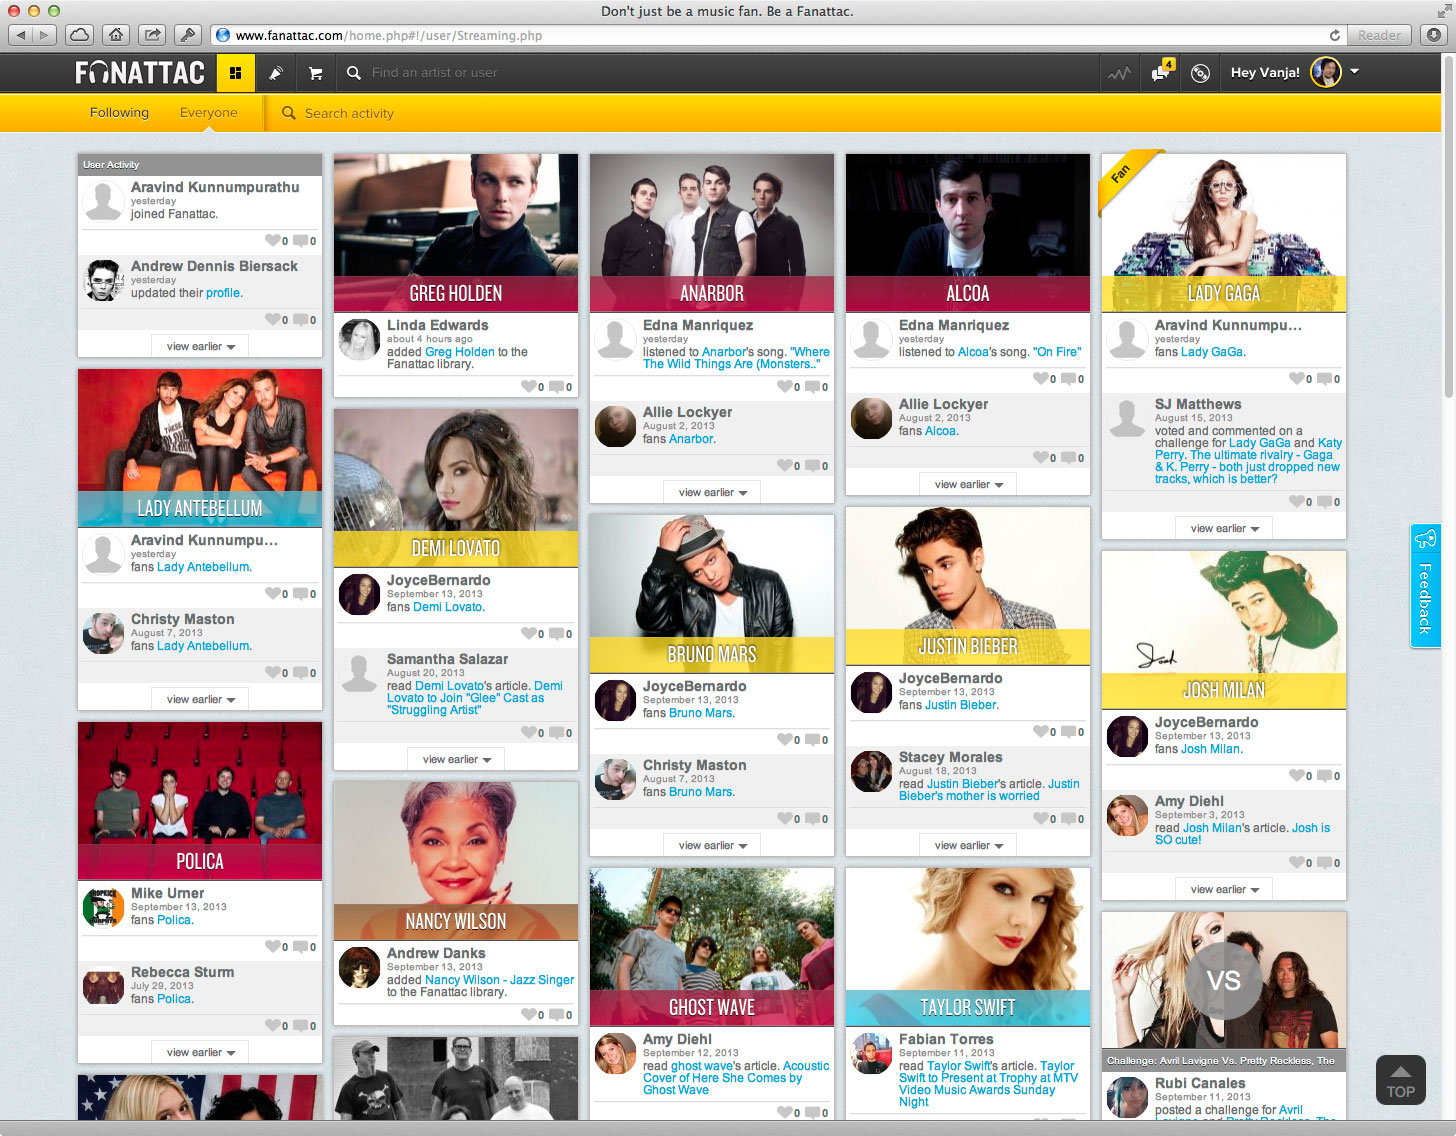 Don't just be a music fan. Be a Fanattac.
www.fanattac.com/home.php#!/user/Streaming.php
Reader
FANATTAC
Find an artist or user
4
Hey Vanja!
Following
Everyone
Search activity
User Activity
Aravind Kunnumpurathu
yesterday
joined Fanattac.
0 0
Andrew Dennis Biersack
yesterday
updated their profile.
0 0
view earlier
LADY ANTEBELLUM
Aravind Kunnumpu...
yesterday
fans Lady Antebellum.
0 0
Christy Maston
August 7, 2013
fans Lady Antebellum.
0 0
view earlier
POLICA
Mike Urner
September 13, 2013
fans Polica.
0 0
Rebecca Sturm
July 29, 2013
fans Polica.
0 0
view earlier
GREG HOLDEN
Linda Edwards
about 4 hours ago
added Greg Holden to the
Fanattac library.
0 0
DEMI LOVATO
JoyceBernardo
September 13, 2013
fans Demi Lovato.
0 0
Samantha Salazar
August 20, 2013
read Demi Lovato's article. Demi
Lovato to Join "Glee" Cast as
"Struggling Artist"
0 0
view earlier
NANCY WILSON
Andrew Danks
September 13, 2013
added Nancy Wilson - Jazz Singer
to the Fanattac library.
0 0
ANARBOR
Edna Manriquez
yesterday
listened to Anarbor's song. "Where
The Wild Things Are (Monsters.."
0 0
Allie Lockyer
August 2, 2013
fans Anarbor.
0 0
view earlier
BRUNO MARS
JoyceBernardo
September 13, 2013
fans Bruno Mars.
0 0
Christy Maston
August 7, 2013
fans Bruno Mars.
0 0
view earlier
GHOST WAVE
Amy Diehl
September 12, 2013
read ghost wave's article. Acoustic
Cover of Here She Comes by
Ghost Wave
0 0
ALCOA
Edna Manriquez
yesterday
listened to Alcoa's song. "On Fire"
0 0
Allie Lockyer
August 2, 2013
fans Alcoa.
0 0
view earlier
JUSTIN BIEBER
JoyceBernardo
September 13, 2013
fans Justin Bieber.
0 0
Stacey Morales
August 18, 2013
read Justin Bieber's article. Justin
Bieber's mother is worried
0 0
view earlier
TAYLOR SWIFT
Fabian Torres
September 11, 2013
read Taylor Swift's article. Taylor
Swift to Present at Trophy at MTV
Video Music Awards Sunday
Night
Fan
LADY GAGA
Aravind Kunnumpu...
yesterday
fans Lady GaGa.
0 0
SJ Matthews
August 15, 2013
voted and commented on a
challenge for Lady GaGa and Katy
Perry. The ultimate rivalry - Gaga
& K. Perry - both just dropped new
tracks, which is better?
0 0
view earlier
Josh
JOSH MILAN
JoyceBernardo
September 13, 2013
fans Josh Milan.
0 0
Amy Diehl
September 3, 2013
read Josh Milan's article. Josh is
SO cute!
0 0
view earlier
VS
Challenge: Avril Lavigne Vs. Pretty Reckless, The
Rubi Canales
September 11, 2013
posted a challenge for Avril
Lavigne and Pretty Reckless, The
Feedback
TOP